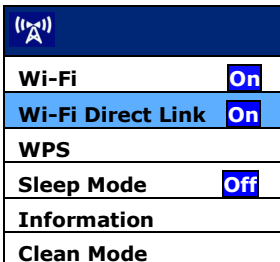 Wi-Fi On
Wi-Fi Direct Link On
WPS
Sleep Mode Off
Information
Clean Mode